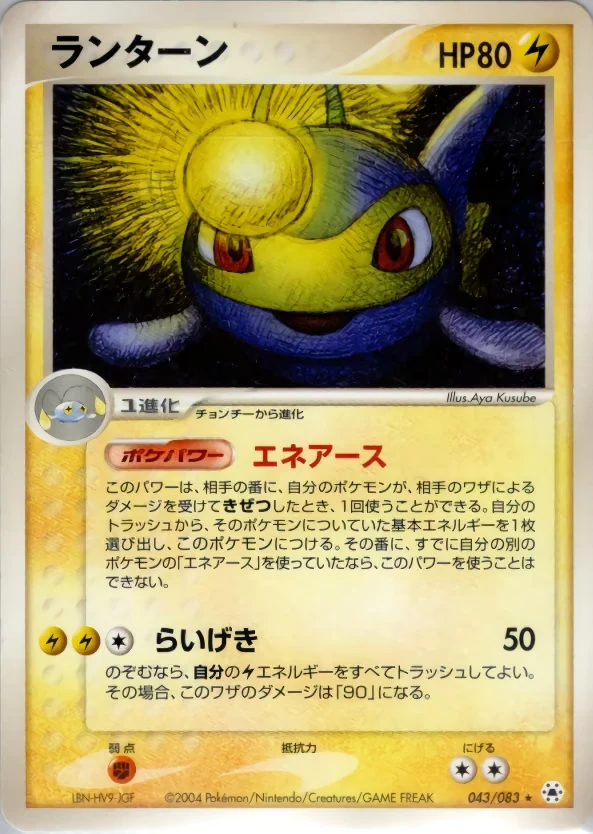 ランターン HP80
Illus.Aya Kusube
1進化 チョンチーから進化
ポケパワー エネアース
このパワーは、相手の番に、自分のポケモンが、相手のワザによる
ダメージを受けてきぜつしたとき、1回使うことができる。自分の
トラッシュから、そのポケモンについていた基本エネルギーを1枚
選び出し、このポケモンにつける。その番に、すでに自分の別の
ポケモンの「エネアース」を使っていたなら、このパワーを使うことは
できない。
らいげき 50
のぞむなら、自分のエネルギーをすべてトラッシュしてよい。
その場合、このワザのダメージは「90」になる。
弱点 抵抗力 にげる
LBN-HV9-JGF ©2004 Pokémon/Nintendo/Creatures/GAME FREAK 043/083 ★